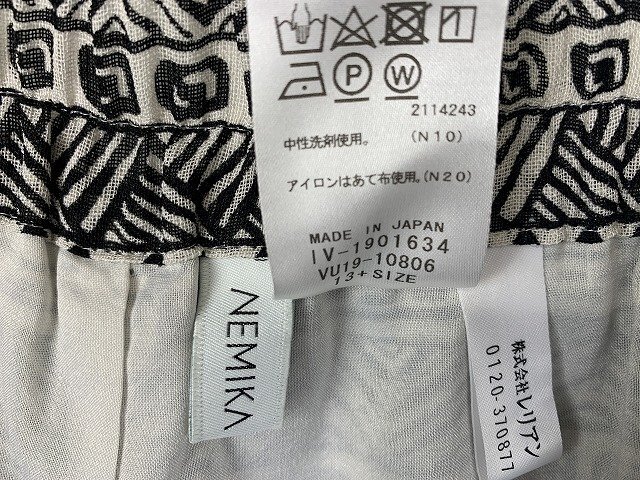 P
W
2114243
中性洗剤使用。 (N10)
アイロンはあて布使用。(N20)
MADE IN JAPAN
IV-1901634
VU19-10806
13+SIZE
NEMIKA
株式会社レリアン
0120-370877